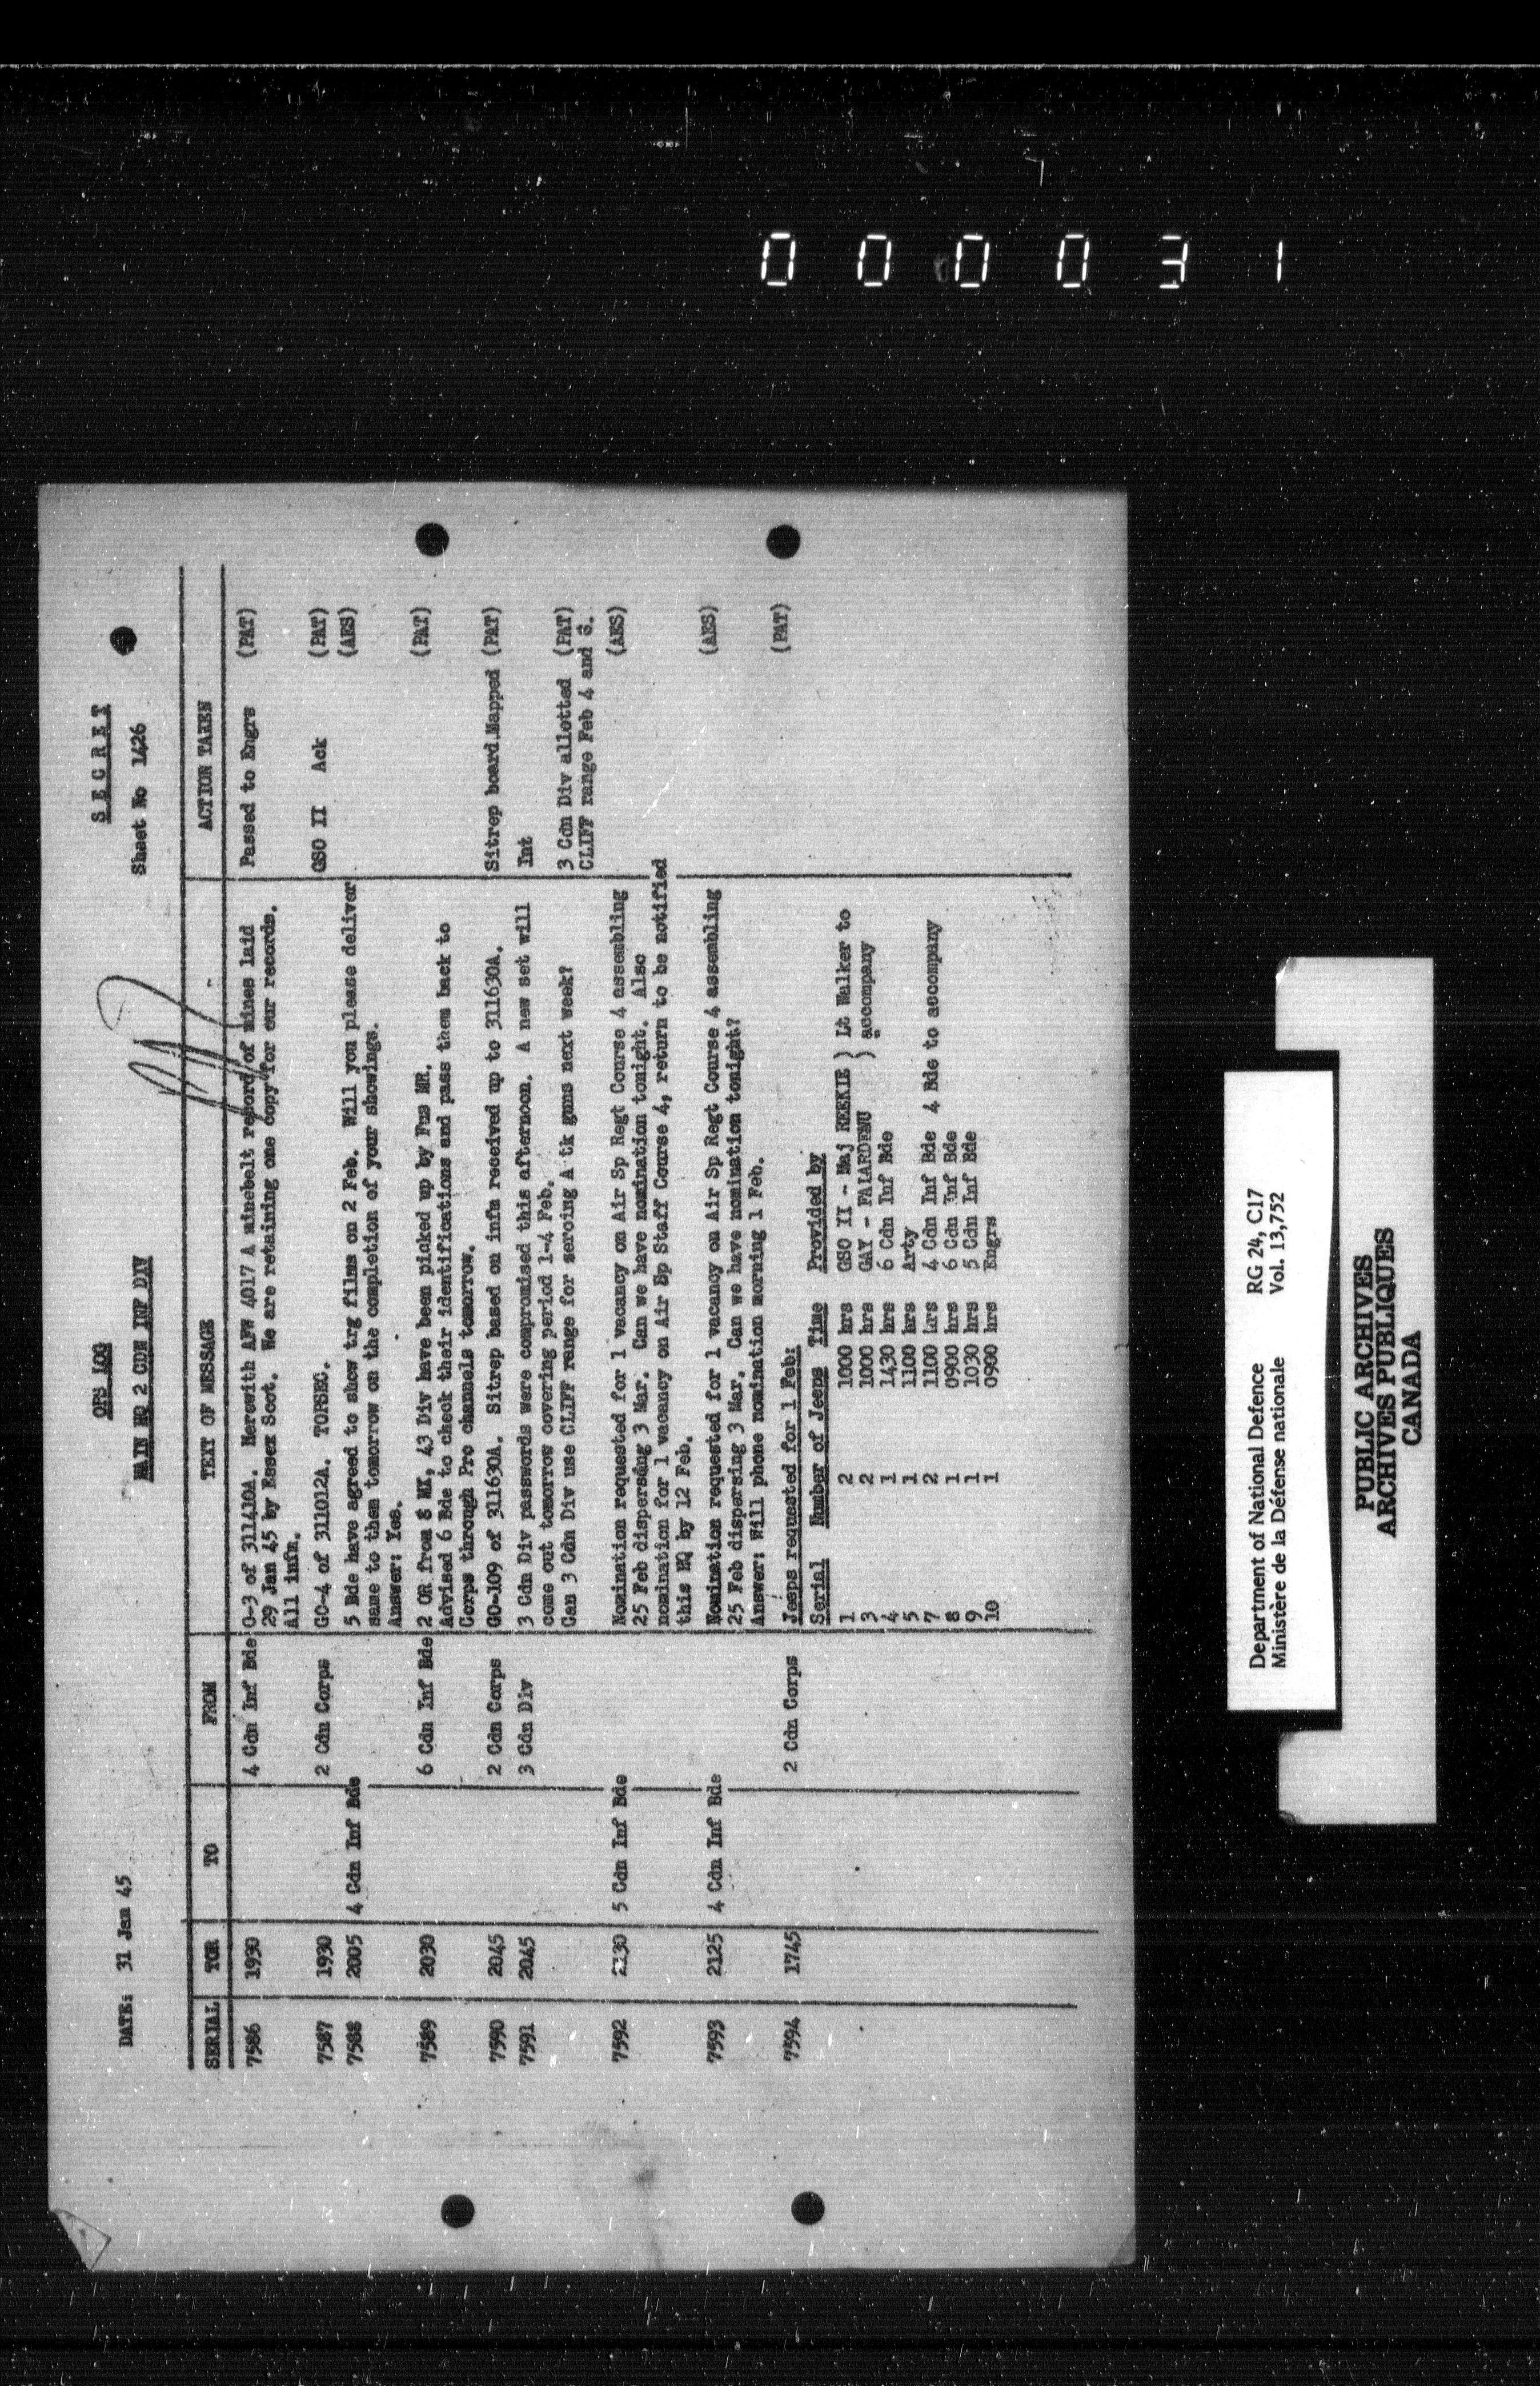 000031
SECRET
OPS LOG
DATE: 31 Jan 45
MAIN HQ 2 CDN INF DIV
Sheet No 1426
SERIAL TOR TO FROM TEXT OF MESSAGE ACTION TAKEN
7586 1930 4 Cdn Inf Bde O-3 of 311410A. Herewith AFW 4017 A minebelt record of mines laid Passed to Engrs (PAT)
29 Jan 45 by Essex Scot. We are retaining one copy for our records.
All infm.
7587 1930 2 Cdn Corps GO-4 of 311012A. TOPSEC. GSO II Ack (PAT)
7588 2005 4 Cdn Inf Bde 5 Bde have agreed to show trg films on 2 Feb. Will you please deliver (AES)
same to them tomorrow on the completion of your showings.
Answer: Yes.
7589 2030 6 Cdn Inf Bde 2 OR from 8 MX, 43 Div have been picked up by Fus MR. (PAT)
Advised 6 Bde to check their identifications and pass them back to
Corps through Pro channels tomorrow.
7590 2045 2 Cdn Corps GO-109 of 311630A. Sitrep based on infm received up to 311630A. Sitrep board.Mapped (PAT)
7591 2045 3 Cdn Div 3 Cdn Div passwords were compromised this afternoon. A new set will Int
come out tomorrow covering period 1-4 Feb.
Can 3 Cdn Div use CLIFF range for zeroing A tk guns next week? 3 Cdn Div allotted (PAT)
CLIFF range Feb 4 and 6.
7592 2130 5 Cdn Inf Bde Nomination requested for 1 vacancy on Air Sp Regt Course 4 assembling (AES)
25 Feb dispersing 3 Mar. Can we have nomination tonight. Also
nomination for 1 vacancy on Air Sp Staff Course 4, return to be notified
this HQ by 12 Feb.
7593 2125 4 Cdn Inf Bde Nomination requested for 1 vacancy on Air Sp Regt Course 4 assembling (AES)
25 Feb dispersing 3 Mar. Can we have nomination tonight?
Answer: Will phone nomination morning 1 Feb.
7594 1745 2 Cdn Corps Jeeps requested for 1 Feb: (PAT)
Serial Number of Jeeps Time Provided by
1 2 1000 hrs GSO II - Maj REEKIE ) Lt Walker to
3 2 1000 hrs GAY - FALARDEAU ) accompany
4 1 1430 hrs 6 Cdn Inf Bde
5 1 1100 hrs Arty
7 2 1100 hrs 4 Cdn Inf Bde 4 Bde to accompany
8 1 0900 hrs 6 Cdn Inf Bde
9 1 1030 hrs 5 Cdn Inf Bde
10 1 0900 hrs Engrs
Department of National Defence RG 24, C17
Ministère de la Défense nationale Vol. 13,752
PUBLIC ARCHIVES
ARCHIVES PUBLIQUES
CANADA